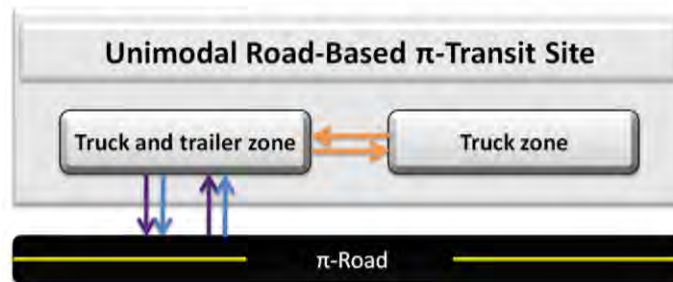 Unimodal Road-Based π-Transit Site
Truck and trailer zone
Truck zone
π-Road